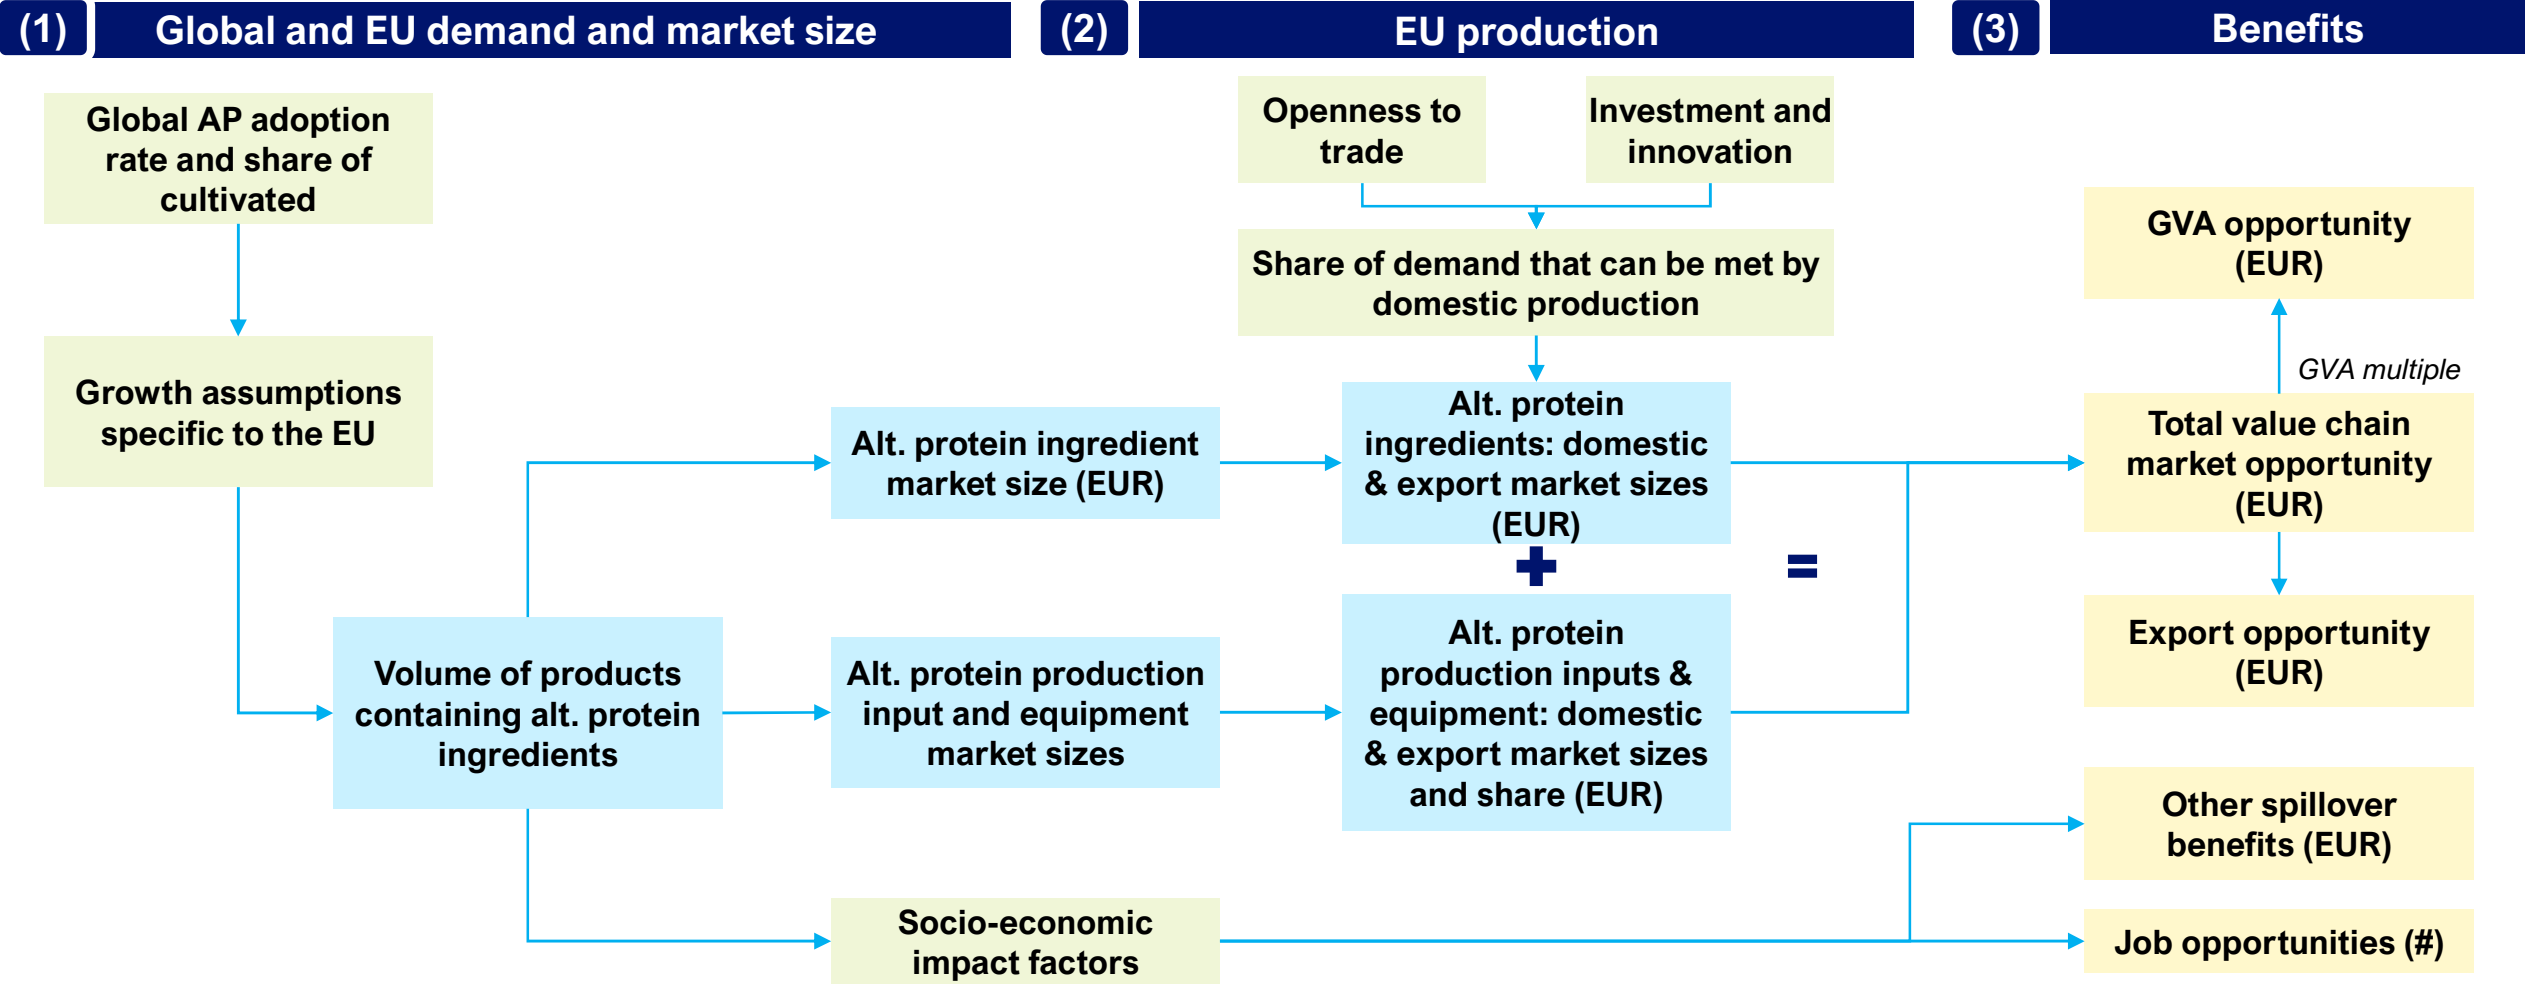 (1)
Global and EU demand and market size
(2)
EU production
(3)
Benefits
Global AP adoption
rate and share of
cultivated
Growth assumptions
specific to the EU
Volume of products
containing alt. protein
ingredients
Alt. protein ingredient
market size (EUR)
Alt. protein production
input and equipment
market sizes
Socio-economic
impact factors
Openness to
trade
Investment and
innovation
Share of demand that can be met by
domestic production
Alt. protein
ingredients: domestic
& export market sizes
(EUR)
+
=
Alt. protein
production inputs &
equipment: domestic
& export market sizes
and share (EUR)
GVA opportunity
(EUR)
GVA multiple
Total value chain
market opportunity
(EUR)
Export opportunity
(EUR)
Other spillover
benefits (EUR)
Job opportunities (#)